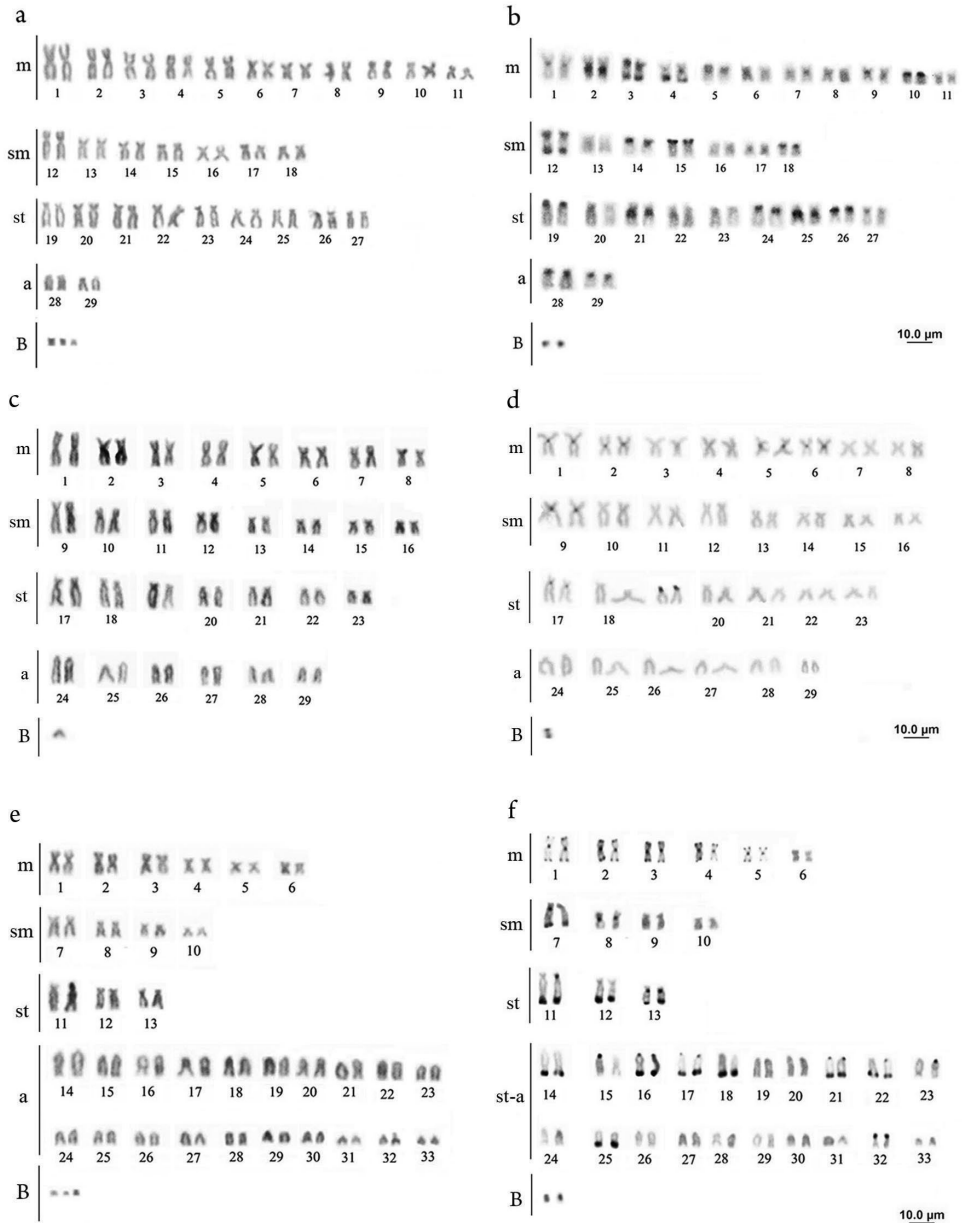 a
m
1 2 3 4 5 6 7 8 9 10 11
sm
12 13 14 15 16 17 18
st
19 20 21 22 23 24 25 26 27
a
28 29
B
b
m
1 2 3 4 5 6 7 8 9 10 11
sm
12 13 14 15 16 17 18
st
19 20 21 22 23 24 25 26 27
a
28 29
B
10.0 µm
c
m
1 2 3 4 5 6 7 8
sm
9 10 11 12 13 14 15 16
st
17 18 20 21 22 23
a
24 25 26 27 28 29
B
d
m
1 2 3 4 5 6 7 8
sm
9 10 11 12 13 14 15 16
st
17 18 20 21 22 23
a
24 25 26 27 28 29
B
10.0 µm
e
m
1 2 3 4 5 6
sm
7 8 9 10
st
11 12 13
a
14 15 16 17 18 19 20 21 22 23
24 25 26 27 28 29 30 31 32 33
B
f
m
1 2 3 4 5 6
sm
7 8 9 10
st
11 12 13
st-a
14 15 16 17 18 19 20 21 22 23
24 25 26 27 28 29 30 31 32 33
B
10.0 µm